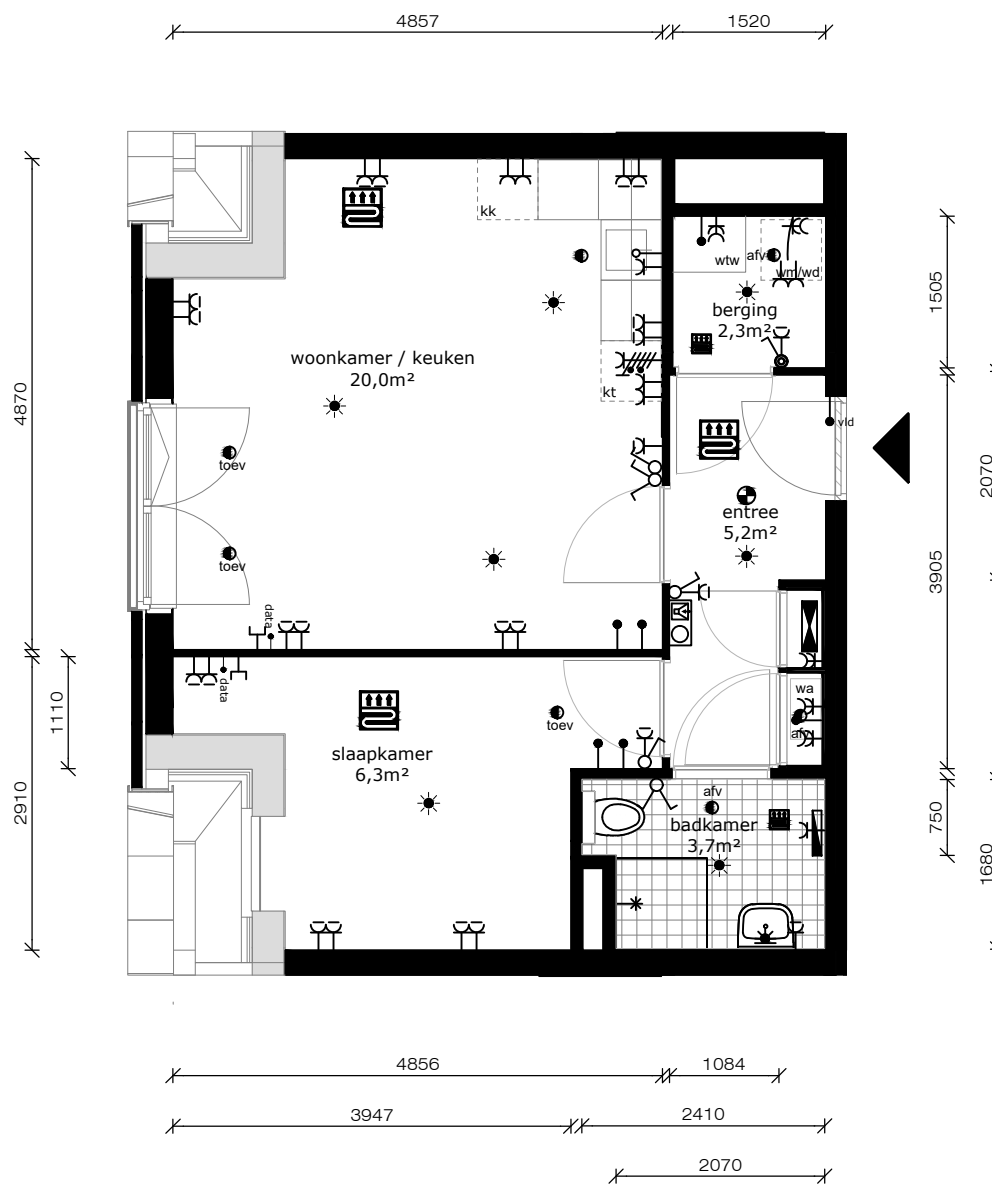 4857
1520
kk
wtw
afv
wm/wd
berging
2,3m²
woonkamer / keuken
20,0m²
kt
vld
toev
entree
5,2m²
toev
data
data
wa
afv
toev
slaapkamer
6,3m²
afv
badkamer
3,7m²
4870
1110
2910
1505
2070
3905
750
1680
4856
1084
3947
2410
2070